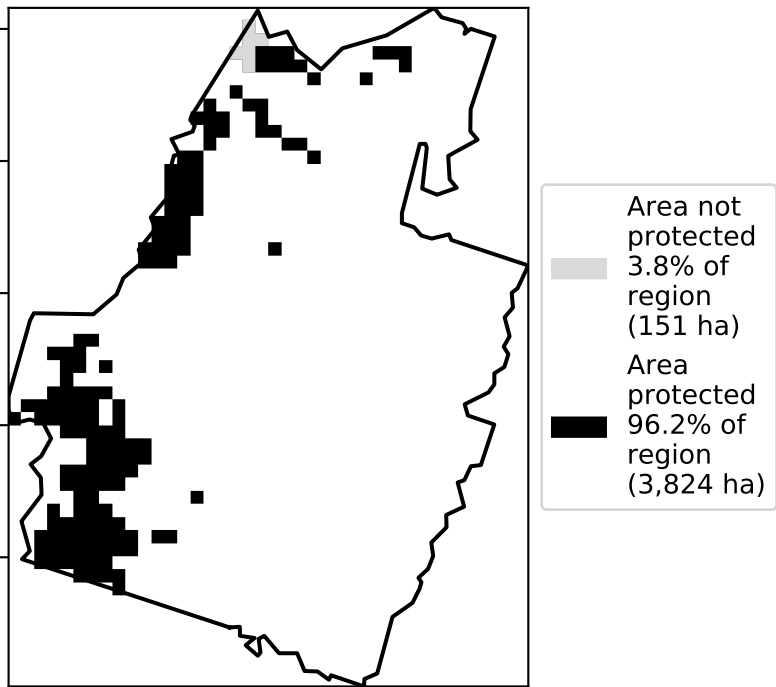 Area not
protected
3.8% of
region
(151 ha)
Area
protected
96.2% of
region
(3,824 ha)